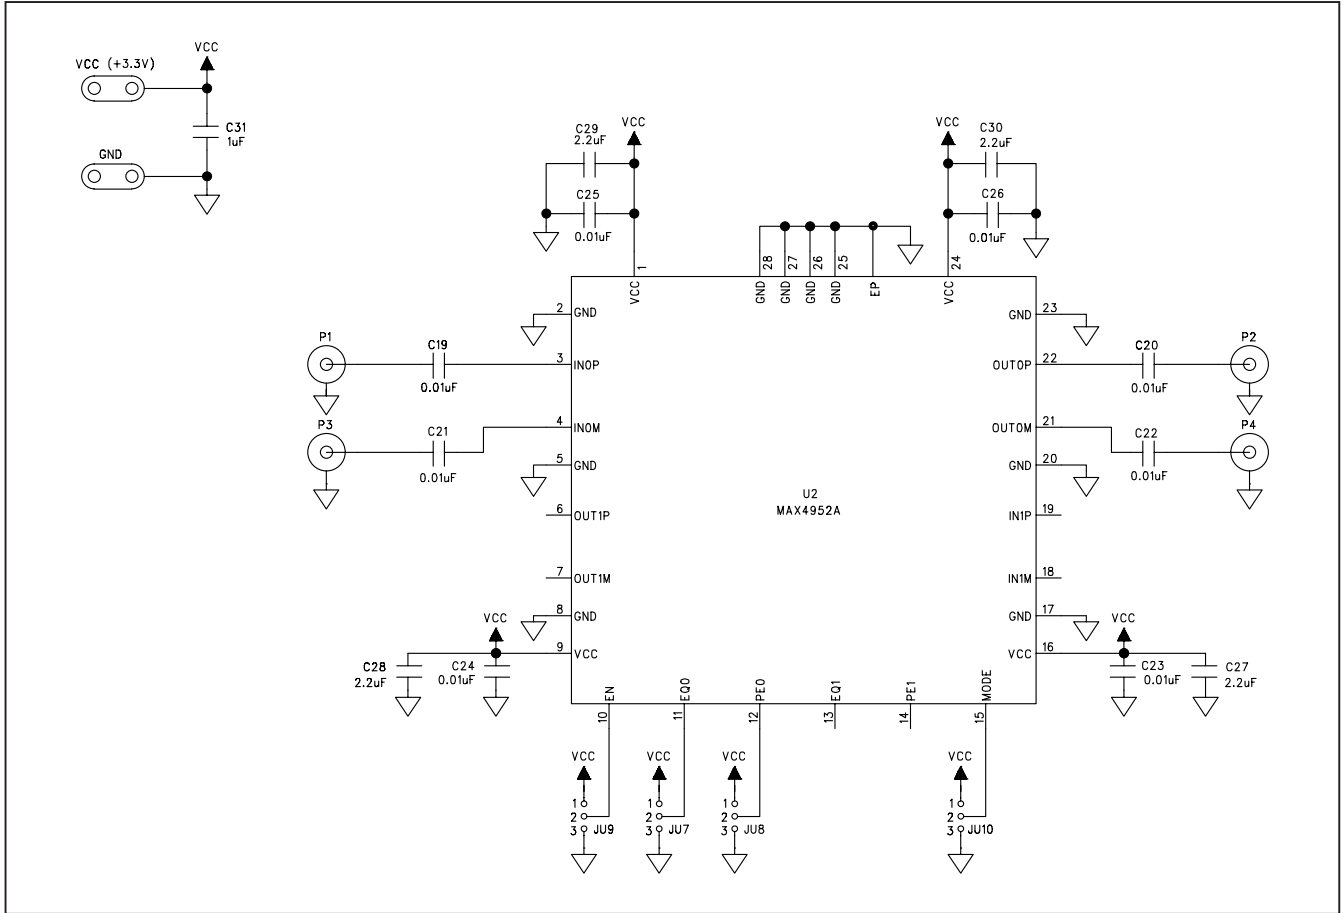 VCC
VCC (+3.3V)
C31
1uF
GND
C29
2.2uF
VCC
C25
0.01uF
VCC
C30
2.2uF
C26
0.01uF
1
28
27
26
25
24
VCC
GND
GND
GND
GND
EP
VCC
2
GND
GND
23
P1
C19
0.01uF
3
IN0P
OUT0P
22
C20
0.01uF
P2
P3
C21
0.01uF
4
IN0M
OUT0M
21
C22
0.01uF
P4
5
GND
GND
20
U2
MAX4952A
6
OUT1P
IN1P
19
7
OUT1M
IN1M
18
8
GND
GND
17
VCC
9
VCC
C28
2.2uF
C24
0.01uF
VCC
16
VCC
C23
0.01uF
C27
2.2uF
EN
EQ0
PE0
EQ1
PE1
MODE
10
11
12
13
14
15
VCC
1
2
3
JU9
VCC
1
2
3
JU7
VCC
1
2
3
JU8
VCC
1
2
3
JU10